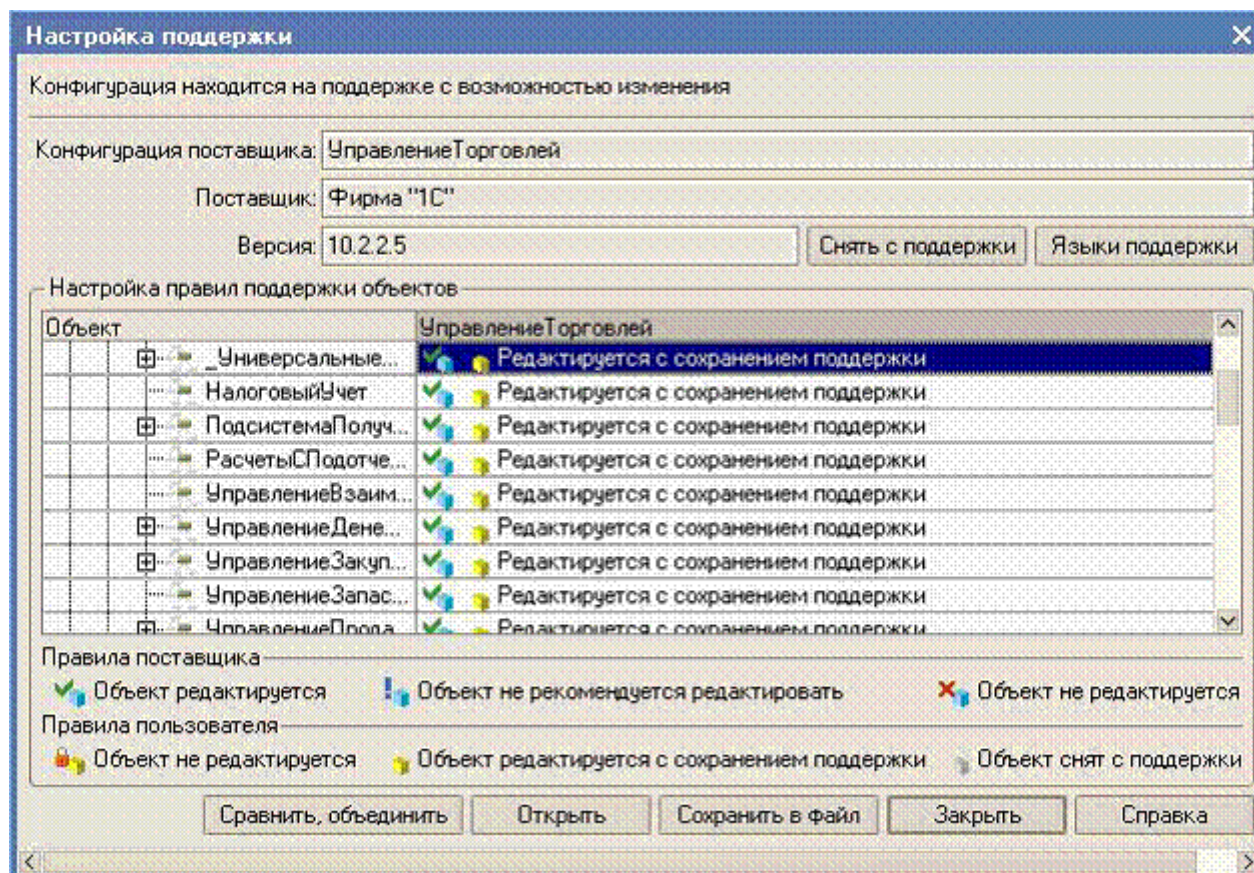 Настройка поддержки
Конфигурация находится на поддержке с возможностью изменения
Конфигурация поставщика: УправлениеТорговлей
Поставщик: Фирма "1С"
Версия: 10.2.2.5 Снять с поддержки Языки поддержки
Настройка правил поддержки объектов
Объект УправлениеТорговлей
_Универсальные... Редактируется с сохранением поддержки
НалоговыйУчет Редактируется с сохранением поддержки
ПодсистемаПолуч... Редактируется с сохранением поддержки
РасчетыСПодотче... Редактируется с сохранением поддержки
УправлениеВзаим... Редактируется с сохранением поддержки
УправлениеДене... Редактируется с сохранением поддержки
УправлениеЗакуп... Редактируется с сохранением поддержки
УправлениеЗапас... Редактируется с сохранением поддержки
УправлениеПрода Редактируется с сохранением поддержки
Правила поставщика
Объект редактируется Объект не рекомендуется редактировать Объект не редактируется
Правила пользователя
Объект не редактируется Объект редактируется с сохранением поддержки Объект снят с поддержки
Сравнить, объединить Открыть Сохранить в файл Закрыть Справка